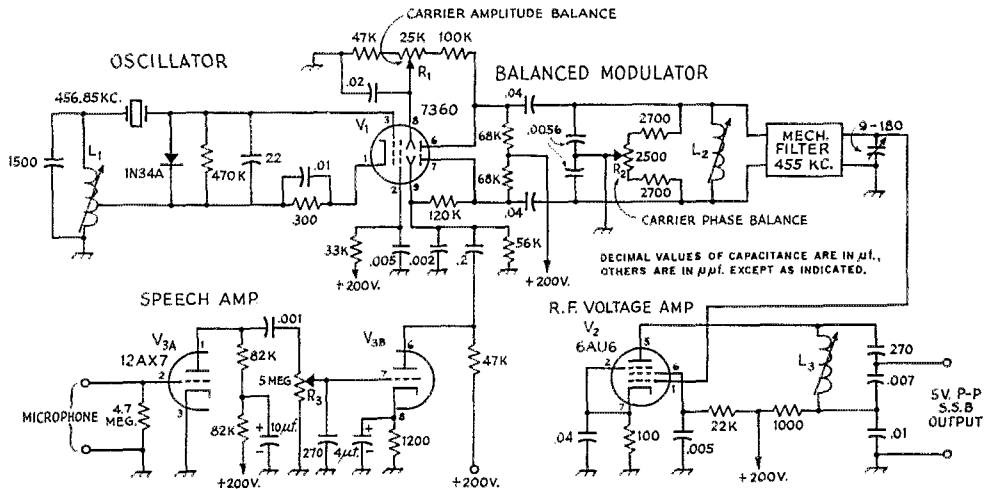 CARRIER AMPLITUDE BALANCE
47K
25K
100K
R1
.02
OSCILLATOR
BALANCED MODULATOR
456.85KC.
7360
V1
3
8
6
7
1
2
9
1500
L1
1N34A
470K
22
.01
300
120K
68K
68K
.04
.04
.0056
2700
2500
R2
2700
L2
MECH.
FILTER
455 KC.
9-180
CARRIER PHASE BALANCE
33K
+200V.
.005
.002
.2
56K
+200V.
DECIMAL VALUES OF CAPACITANCE ARE IN µf.,
OTHERS ARE IN µµf. EXCEPT AS INDICATED.
SPEECH AMP.
V3A
12AX7
1
2
3
MICROPHONE
4.7
MEG.
.001
82K
82K
+200V.
10µf.
+
-
5 MEG
R3
270
4µf.
+
-
V3B
6
7
8
1200
47K
+200V.
R.F. VOLTAGE AMP
V2
6AU6
5
2
6
1
7
.04
100
.005
22K
1000
+200V.
L3
270
.007
.01
5V. P-P
S.S.B
OUTPUT